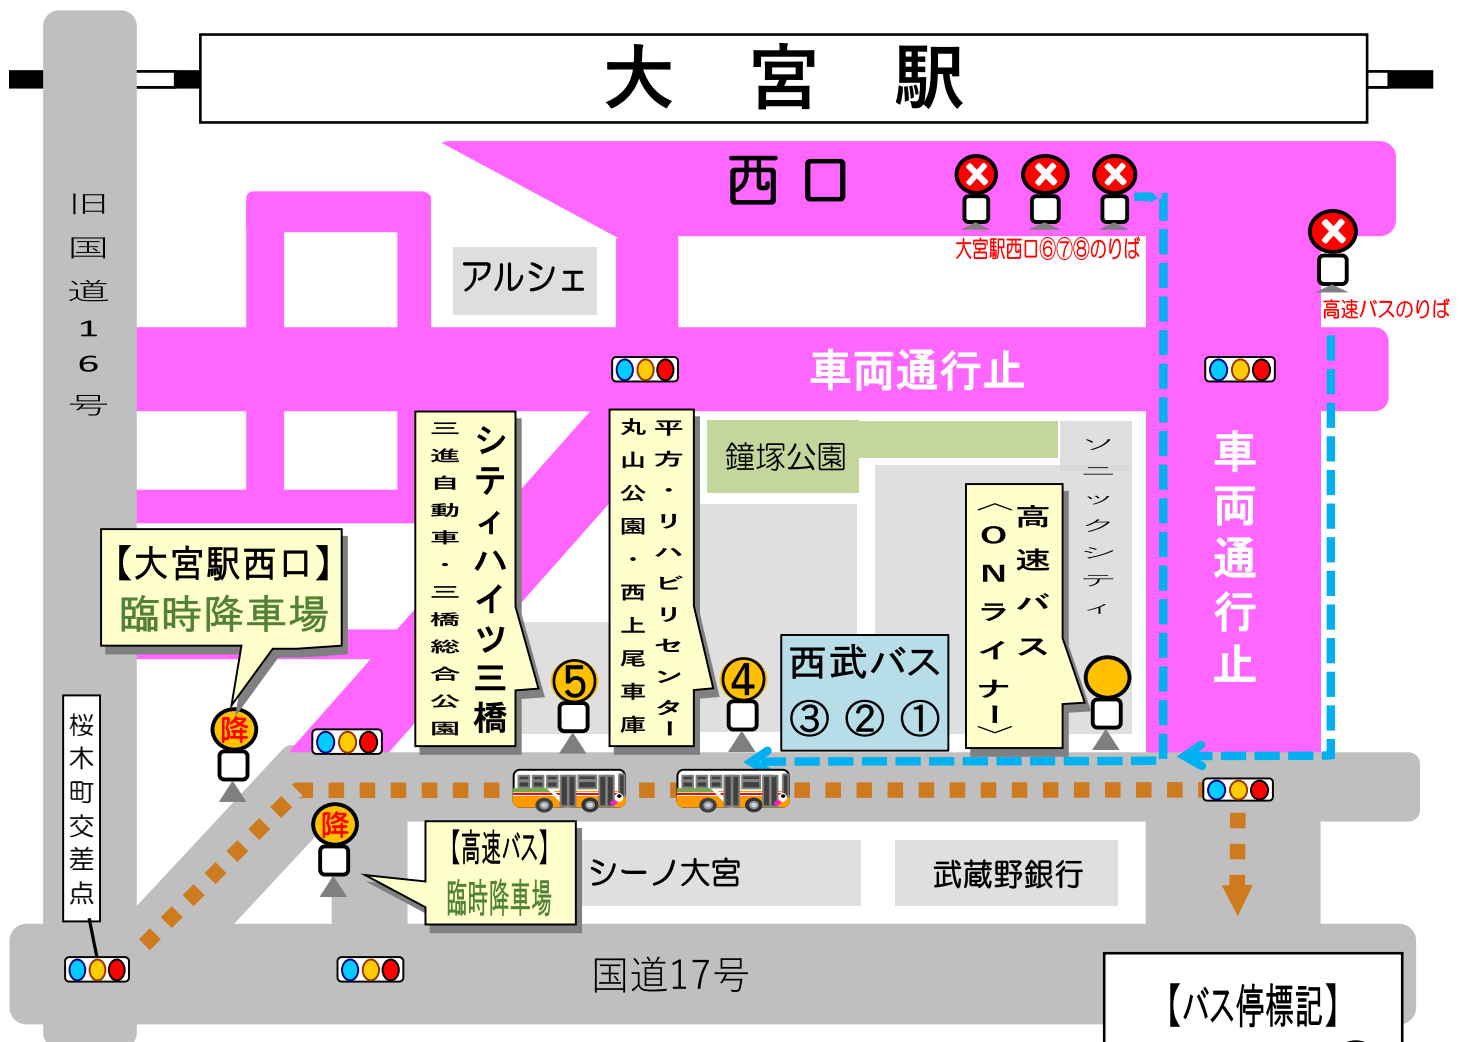 大宮駅
西口
旧国道16号
アルシェ
大宮駅西口⑥⑦⑧のりば
高速バスのりば
車両通行止
車両通行止
鐘塚公園
ソニックシティ
シティハイツ三橋
三進自動車・三橋総合公園
平方・リハビリセンター
丸山公園・西上尾車庫
高速バス
（ONライナー）
【大宮駅西口】
臨時降車場
西武バス
③②①
⑤
④
降
降
桜木町交差点
【高速バス】
臨時降車場
シーノ大宮
武蔵野銀行
国道17号
【バス停標記】